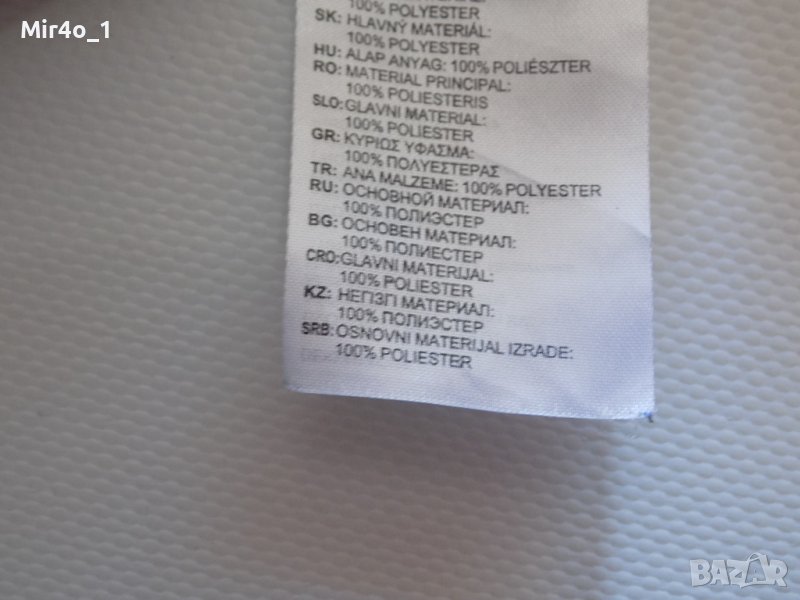 Mir4o_1
100% POLYESTER
SK: HLAVNÝ MATERIÁL:
100% POLYESTER
HU: ALAP ANYAG: 100% POLIÉSZTER
RO: MATERIAL PRINCIPAL:
100% POLIESTERIS
SLO: GLAVNI MATERIAL:
100% POLIESTER
GR: ΚΥΡΙΩΣ ΥΦΑΣΜΑ:
100% ΠΟΛΥΕΣΤΕΡΑΣ
TR: ANA MALZEME: 100% POLYESTER
RU: ОСНОВНОЙ МАТЕРИАЛ:
100% ПОЛИЭСТЕР
BG: ОСНОВЕН МАТЕРИАЛ:
100% ПОЛИЕСТЕР
CRO: GLAVNI MATERIJAL:
100% POLIESTER
KZ: НЕГІЗГІ МАТЕРИАЛ:
100% ПОЛИЭСТЕР
SRB: OSNOVNI MATERIJAL IZRADE:
100% POLIESTER
BAZAR